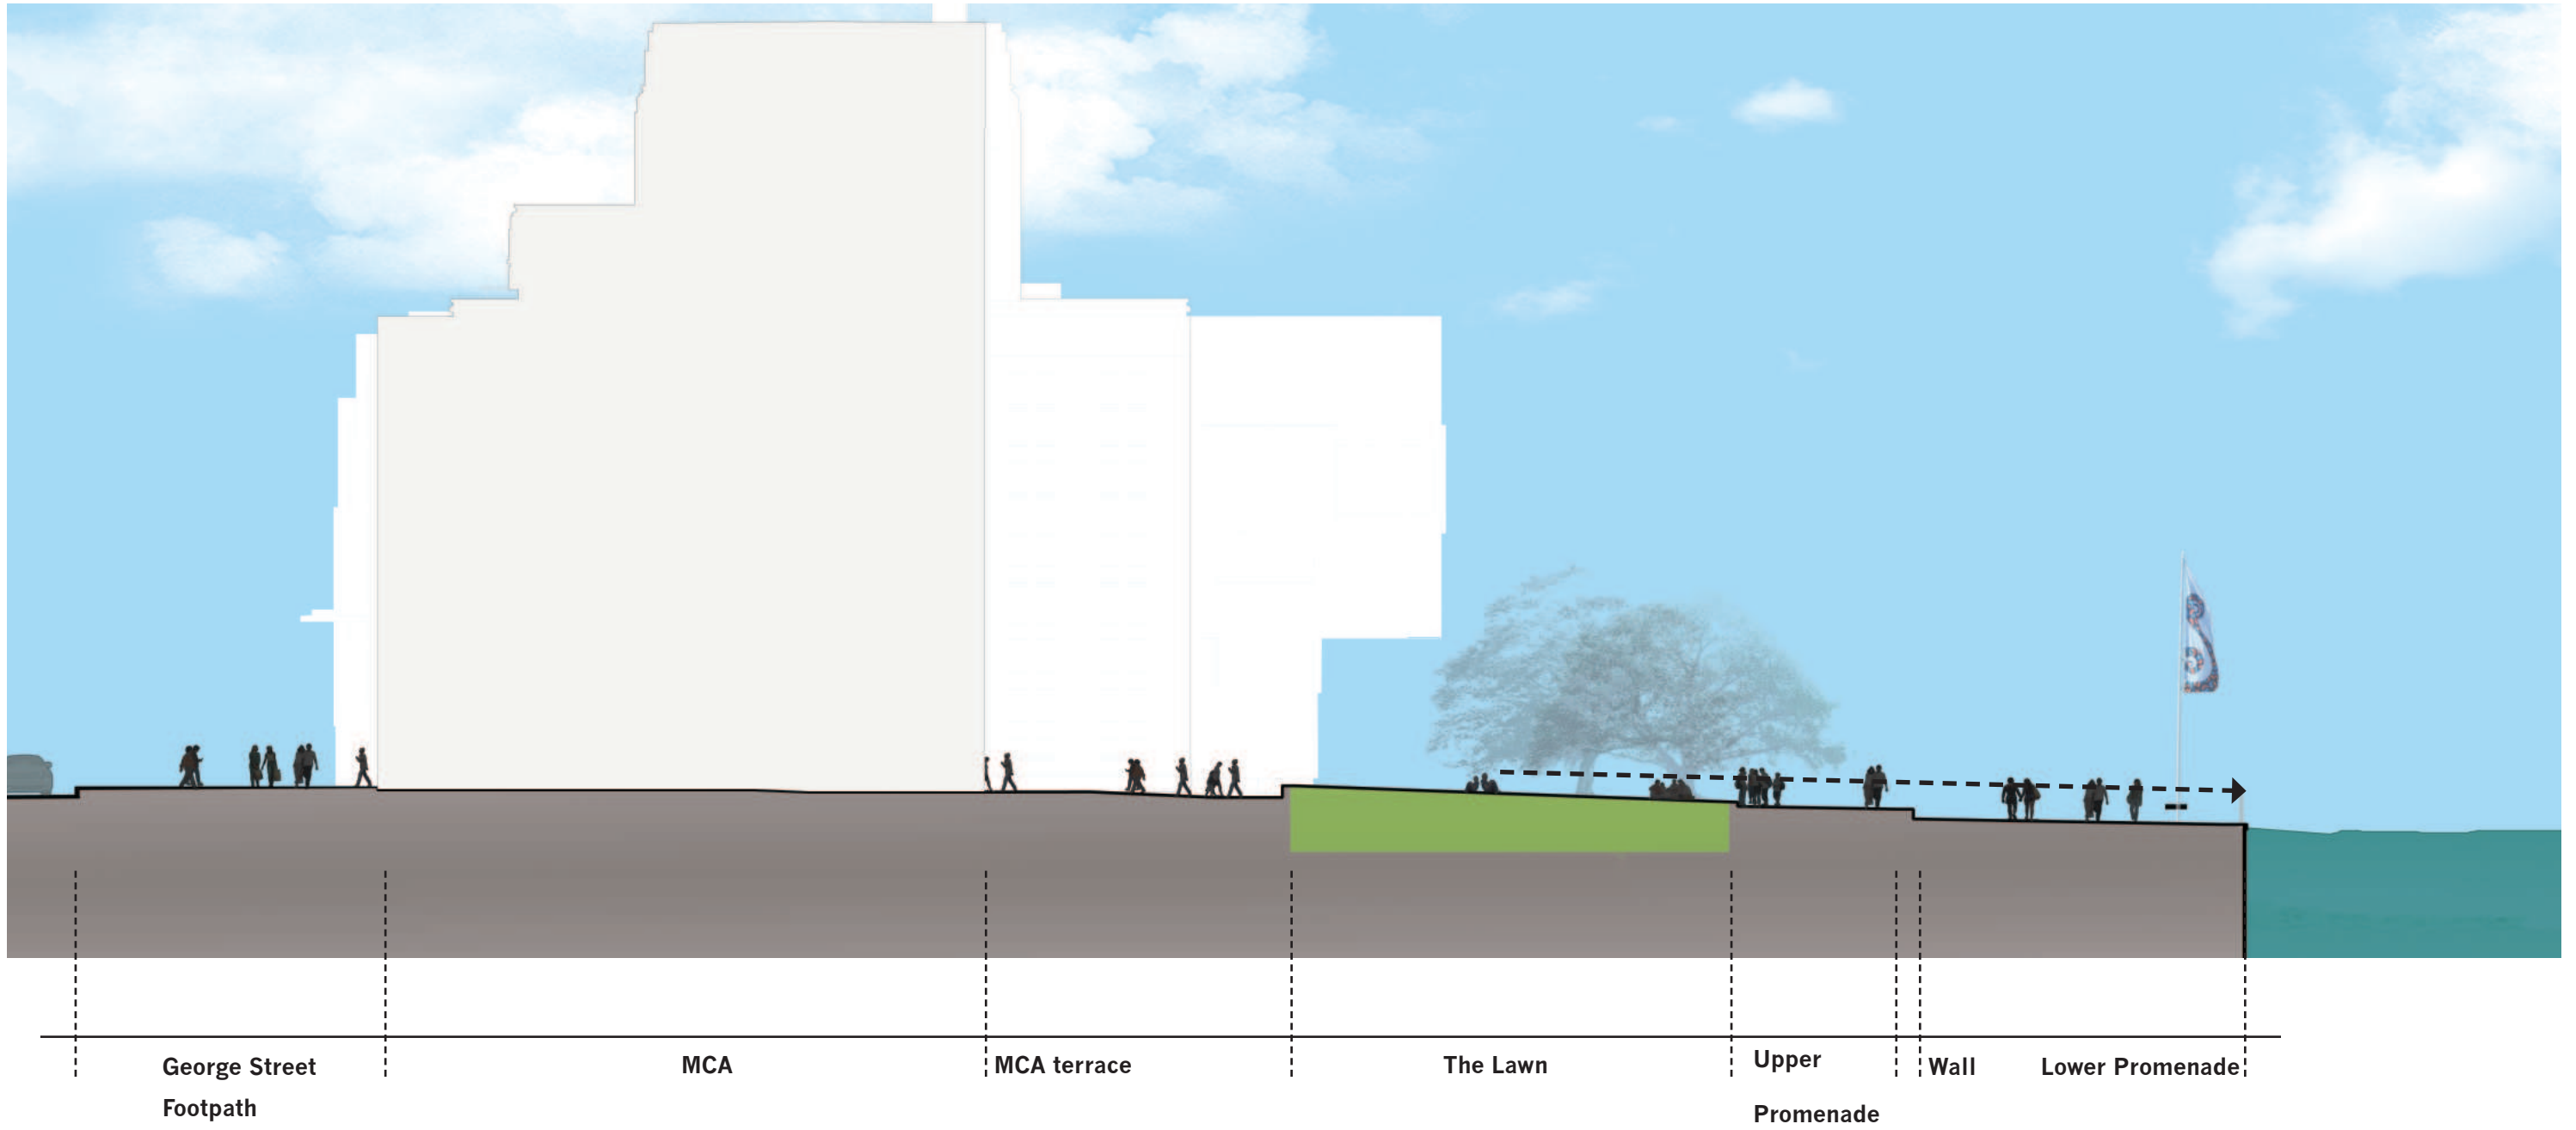 George Street
Footpath
MCA
MCA terrace
The Lawn
Upper
Promenade
Wall
Lower Promenade